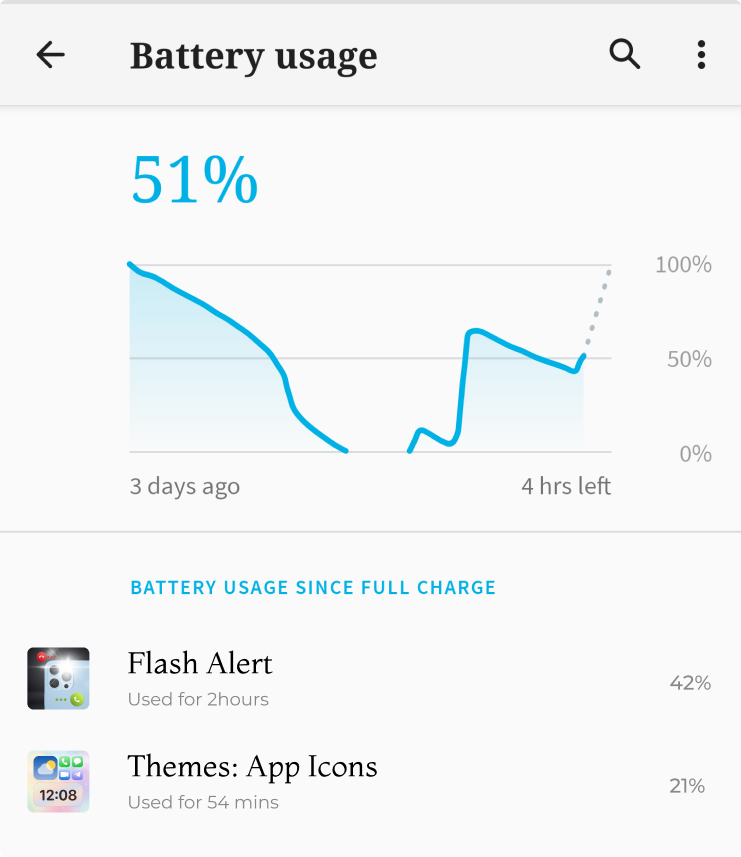 Battery usage
51%
100%
50%
0%
3 days ago
4 hrs left
BATTERY USAGE SINCE FULL CHARGE
Flash Alert
Used for 2hours
42%
12:08
Themes: App Icons
Used for 54 mins
21%